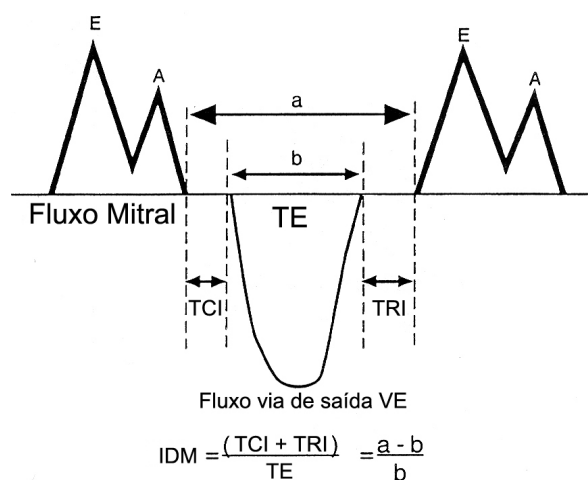 E
A
E
A
a
b
Fluxo Mitral
TE
TCI
TRI
Fluxo via de saída VE
IDM = (TCI + TRI) / TE = a - b / b